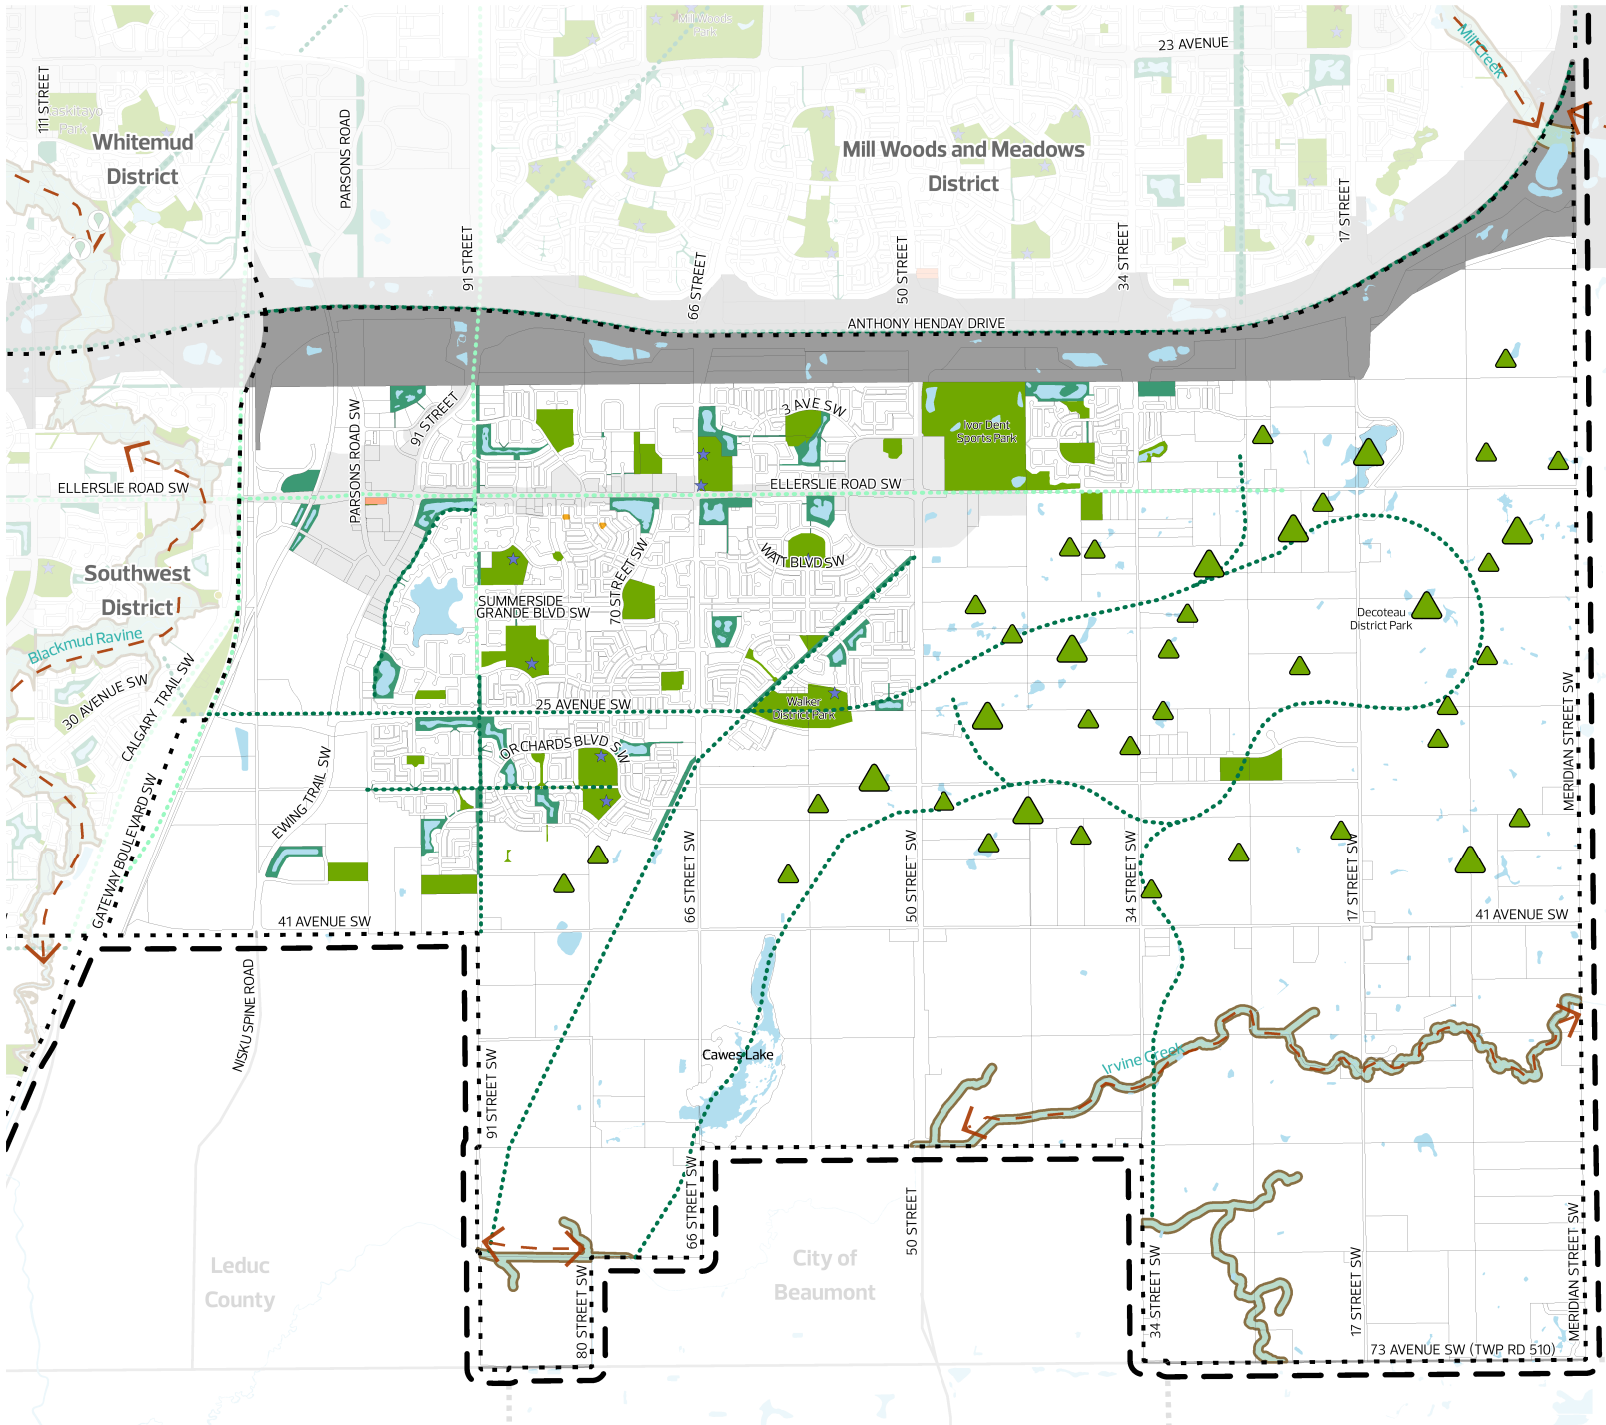 Mill Woods
Park
23 AVENUE
Mill Creek
111 STREET
Kaskitayo
Park
Whitemud
District
PARSONS ROAD
Mill Woods and Meadows
District
17 STREET
91 STREET
66 STREET
50 STREET
34 STREET
ANTHONY HENDAY DRIVE
PARSONS ROAD SW
91 STREET
3 AVE SW
Ivor Dent
Sports Park
ELLERSLIE ROAD SW
ELLERSLIE ROAD SW
WATT BLVD SW
70 STREET SW
Southwest
District
SUMMERSIDE
GRANDE BLVD SW
Decoteau
District Park
Blackmud Ravine
30 AVENUE SW
CALGARY TRAIL SW
25 AVENUE SW
Walker
District Park
ORCHARDS BLVD SW
MERIDIAN STREET SW
EWING TRAIL SW
GATEWAY BOULEVARD SW
66 STREET SW
50 STREET SW
34 STREET SW
17 STREET SW
41 AVENUE SW
41 AVENUE SW
NISKU SPINE ROAD
91 STREET SW
Cawes Lake
Irvine Creek
66 STREET SW
50 STREET
Leduc
County
City of
Beaumont
80 STREET SW
34 STREET SW
17 STREET SW
MERIDIAN STREET SW
73 AVENUE SW (TWP RD 510)